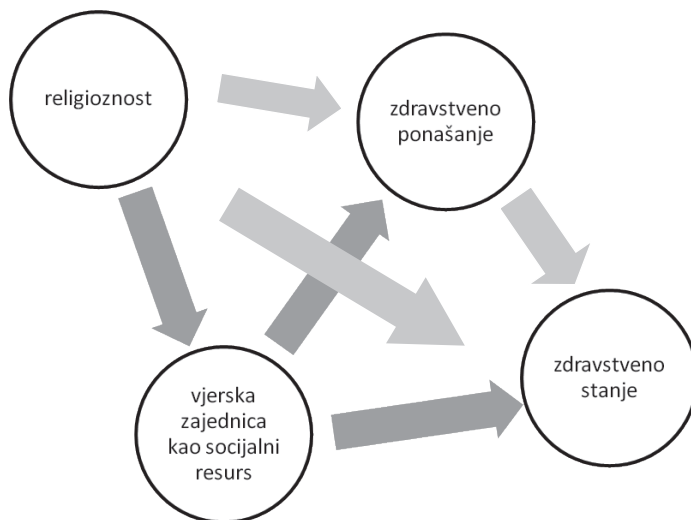 religioznost
zdravstveno
ponašanje
vjerska
zajednica
kao socijalni
resurs
zdravstveno
stanje